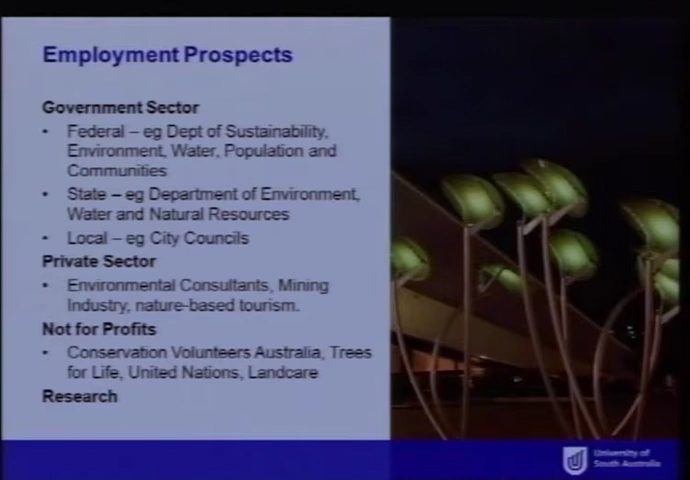 Employment Prospects
Government Sector
• Federal – eg Dept of Sustainability,
Environment, Water, Population and
Communities
• State – eg Department of Environment,
Water and Natural Resources
• Local – eg City Councils
Private Sector
• Environmental Consultants, Mining
Industry, nature-based tourism.
Not for Profits
• Conservation Volunteers Australia, Trees
for Life, United Nations, Landcare
Research
University of
South Australia